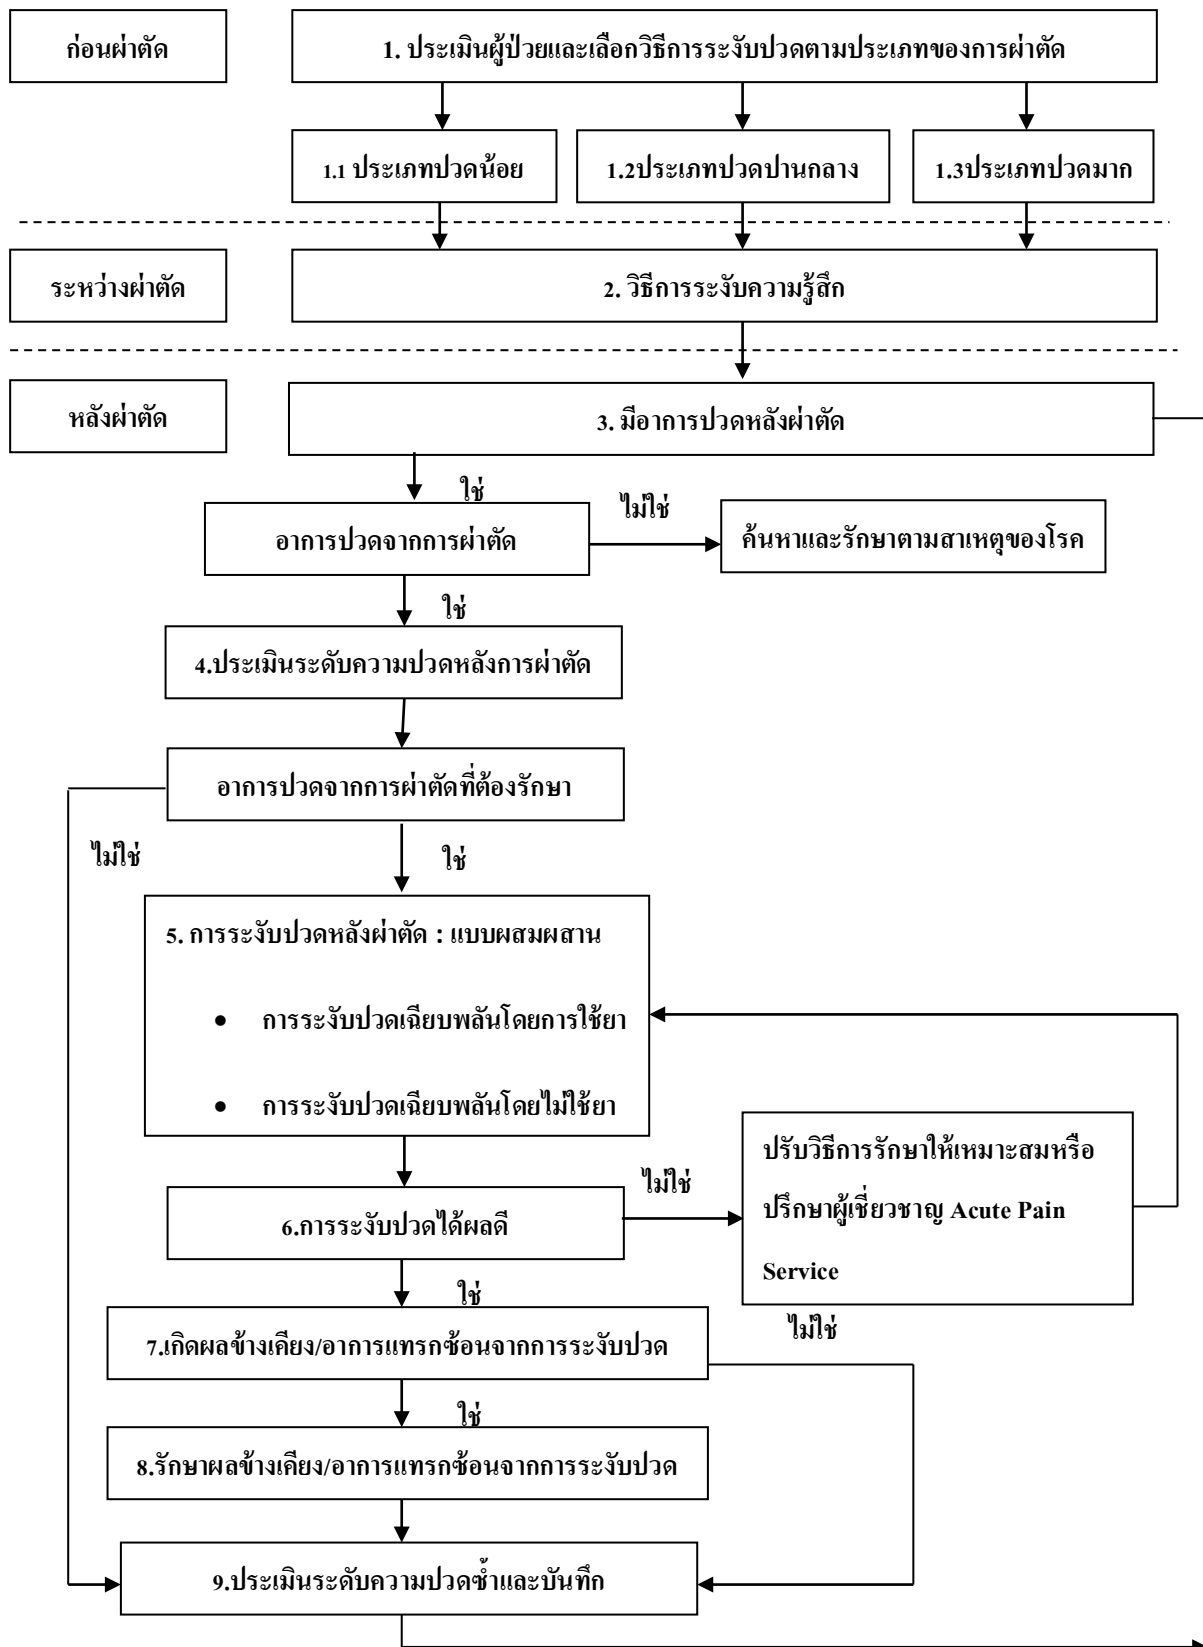 ก่อนผ่าตัด
1. ประเมินผู้ป่วยและเลือกวิธีการระงับปวดตามประเภทของการผ่าตัด
1.1 ประเภทปวดน้อย
1.2ประเภทปวดปานกลาง
1.3ประเภทปวดมาก
ระหว่างผ่าตัด
2. วิธีการระงับความรู้สึก
หลังผ่าตัด
3. มีอาการปวดหลังผ่าตัด
ใช่
อาการปวดจากการผ่าตัด
ไม่ใช่
ค้นหาและรักษาตามสาเหตุของโรค
ใช่
4.ประเมินระดับความปวดหลังการผ่าตัด
อาการปวดจากการผ่าตัดที่ต้องรักษา
ไม่ใช่
ใช่
5. การระงับปวดหลังผ่าตัด : แบบผสมผสาน
• การระงับปวดเฉียบพลันโดยการใช้ยา
• การระงับปวดเฉียบพลันโดยไม่ใช้ยา
6.การระงับปวดได้ผลดี
ไม่ใช่
ปรับวิธีการรักษาให้เหมาะสมหรือ
ปรึกษาผู้เชี่ยวชาญ Acute Pain
Service
ใช่
7.เกิดผลข้างเคียง/อาการแทรกซ้อนจากการระงับปวด
ไม่ใช่
ใช่
8.รักษาผลข้างเคียง/อาการแทรกซ้อนจากการระงับปวด
9.ประเมินระดับความปวดซ้ำและบันทึก